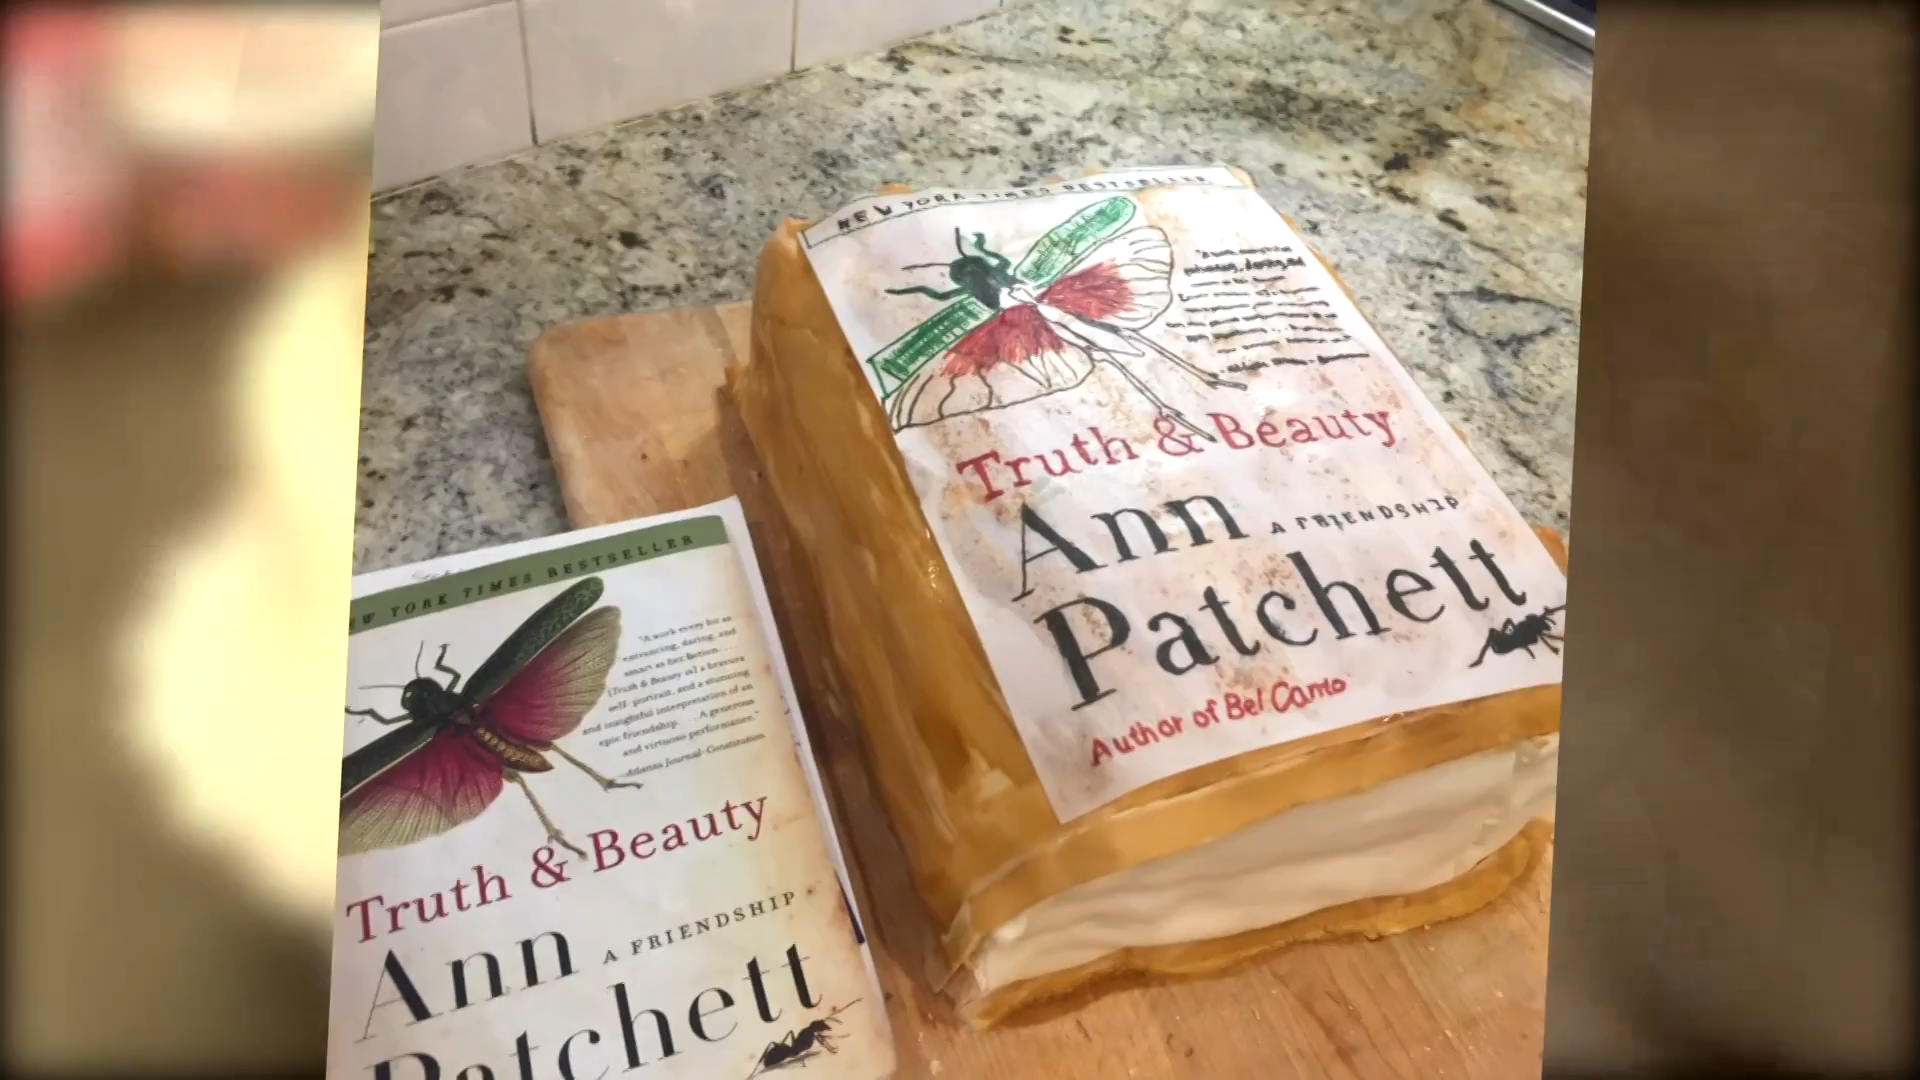 NEW YORK TIMES BESTSELLER
Truth & Beauty
Ann A FRIENDSHIP
Patchett
Author of Bel Canto
EW YORK TIMES BESTSELLER
"A work every bit as
entrancing, daring, and
smart as her fiction. . . .
[Truth & Beauty is] a bravura
self-portrait, and a stunning
and insightful interpretation of an
epic friendship. . . . A generous
and virtuoso performance."
—Atlanta Journal-Constitution
Truth & Beauty
Ann A FRIENDSHIP
Patchett